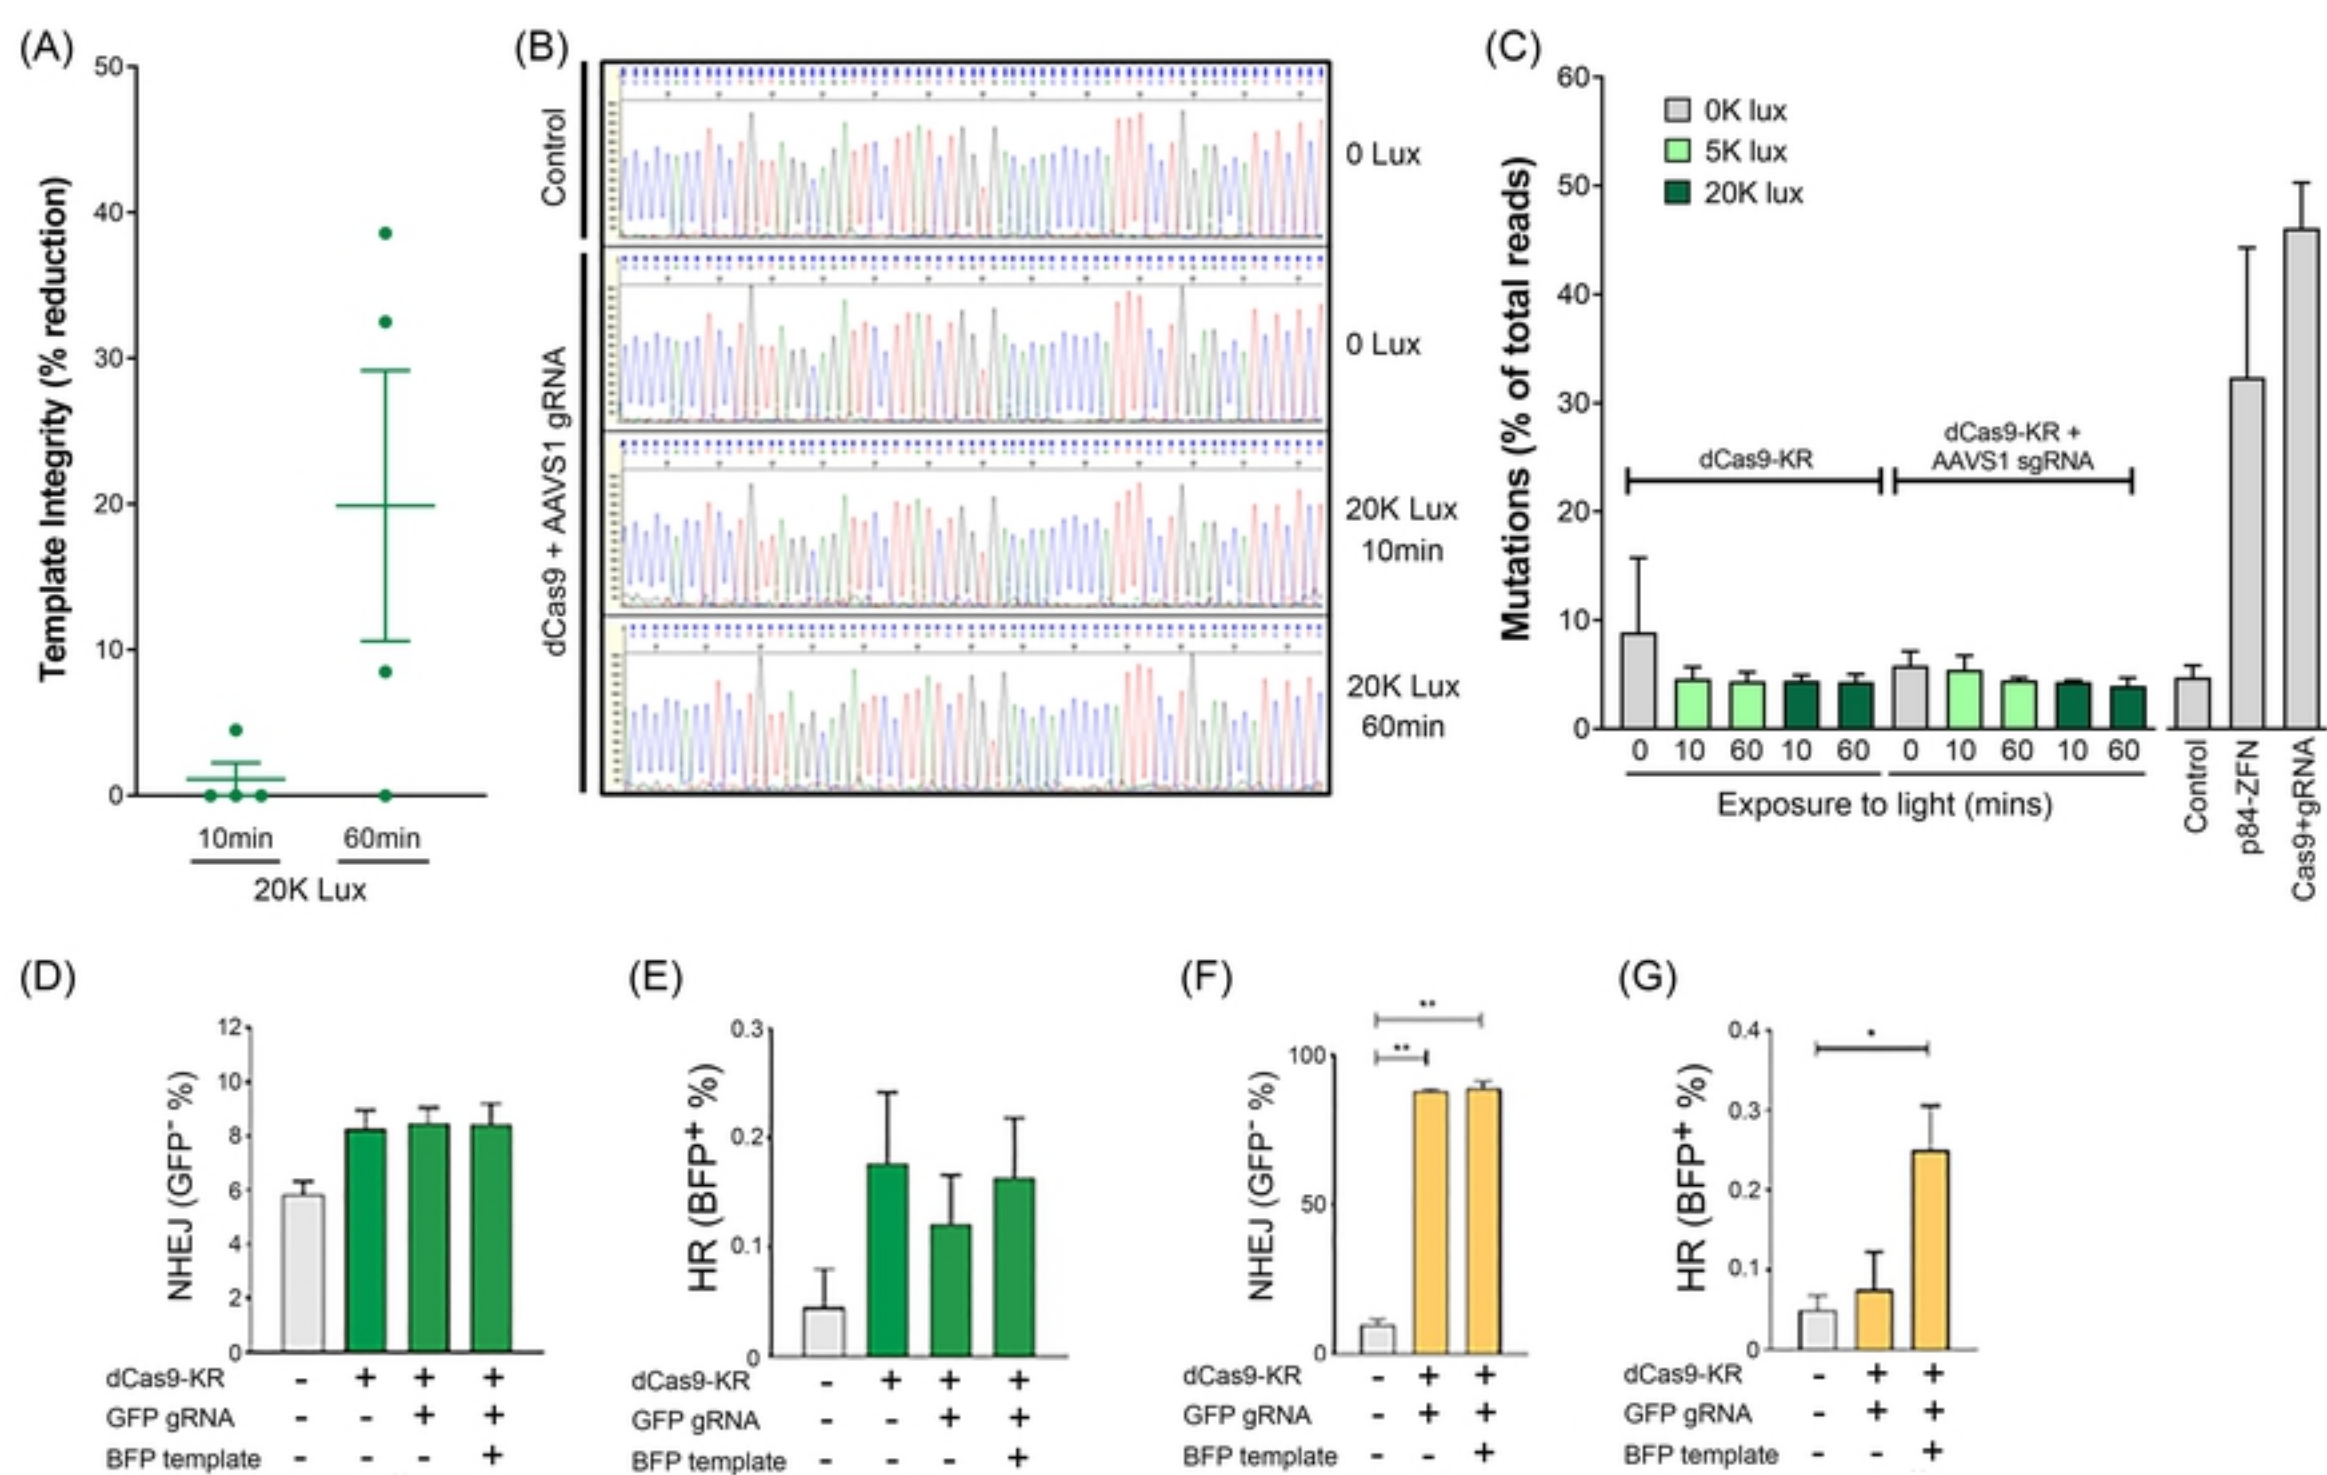 (A)
50
40
30
20
10
0
Template Integrity (% reduction)
10min
60min
20K Lux
(B)
Control
dCas9 + AAVS1 gRNA
0 Lux
0 Lux
20K Lux
10min
20K Lux
60min
(C)
60
50
40
30
20
10
0
Mutations (% of total reads)
0K lux
5K lux
20K lux
dCas9-KR
dCas9-KR +
AAVS1 sgRNA
0 10 60 10 60 0 10 60 10 60
Exposure to light (mins)
Control
p84-ZFN
Cas9+gRNA
(D)
12
10
8
6
4
2
0
NHEJ (GFP⁻ %)
dCas9-KR - + + +
GFP gRNA - - + +
BFP template - - - +
(E)
0.3
0.2
0.1
0
HR (BFP⁺ %)
dCas9-KR - + + +
GFP gRNA - - + +
BFP template - - - +
(F)
**
**
100
50
0
NHEJ (GFP⁻ %)
dCas9-KR - + +
GFP gRNA - + +
BFP template - - +
(G)
*
0.4
0.3
0.2
0.1
0
HR (BFP⁺ %)
dCas9-KR - + +
GFP gRNA - + +
BFP template - - +